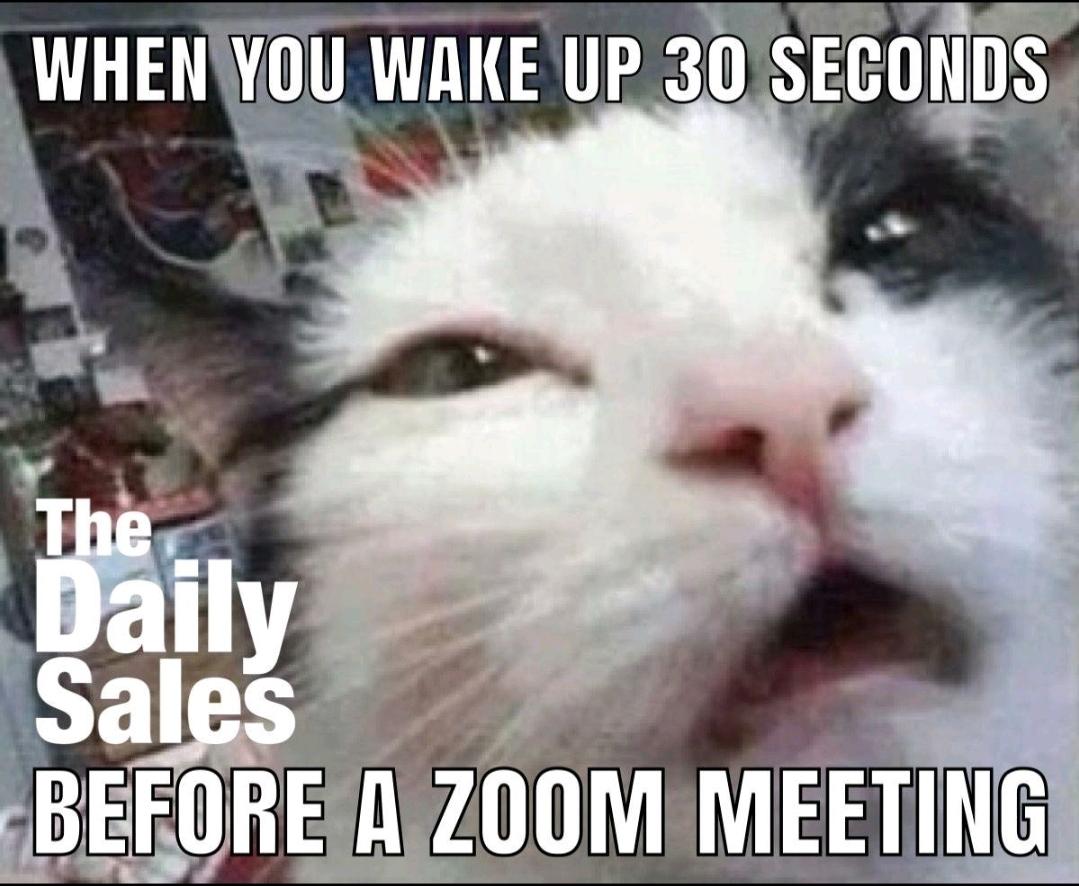 WHEN YOU WAKE UP 30 SECONDS
The
Daily
Sales
BEFORE A ZOOM MEETING